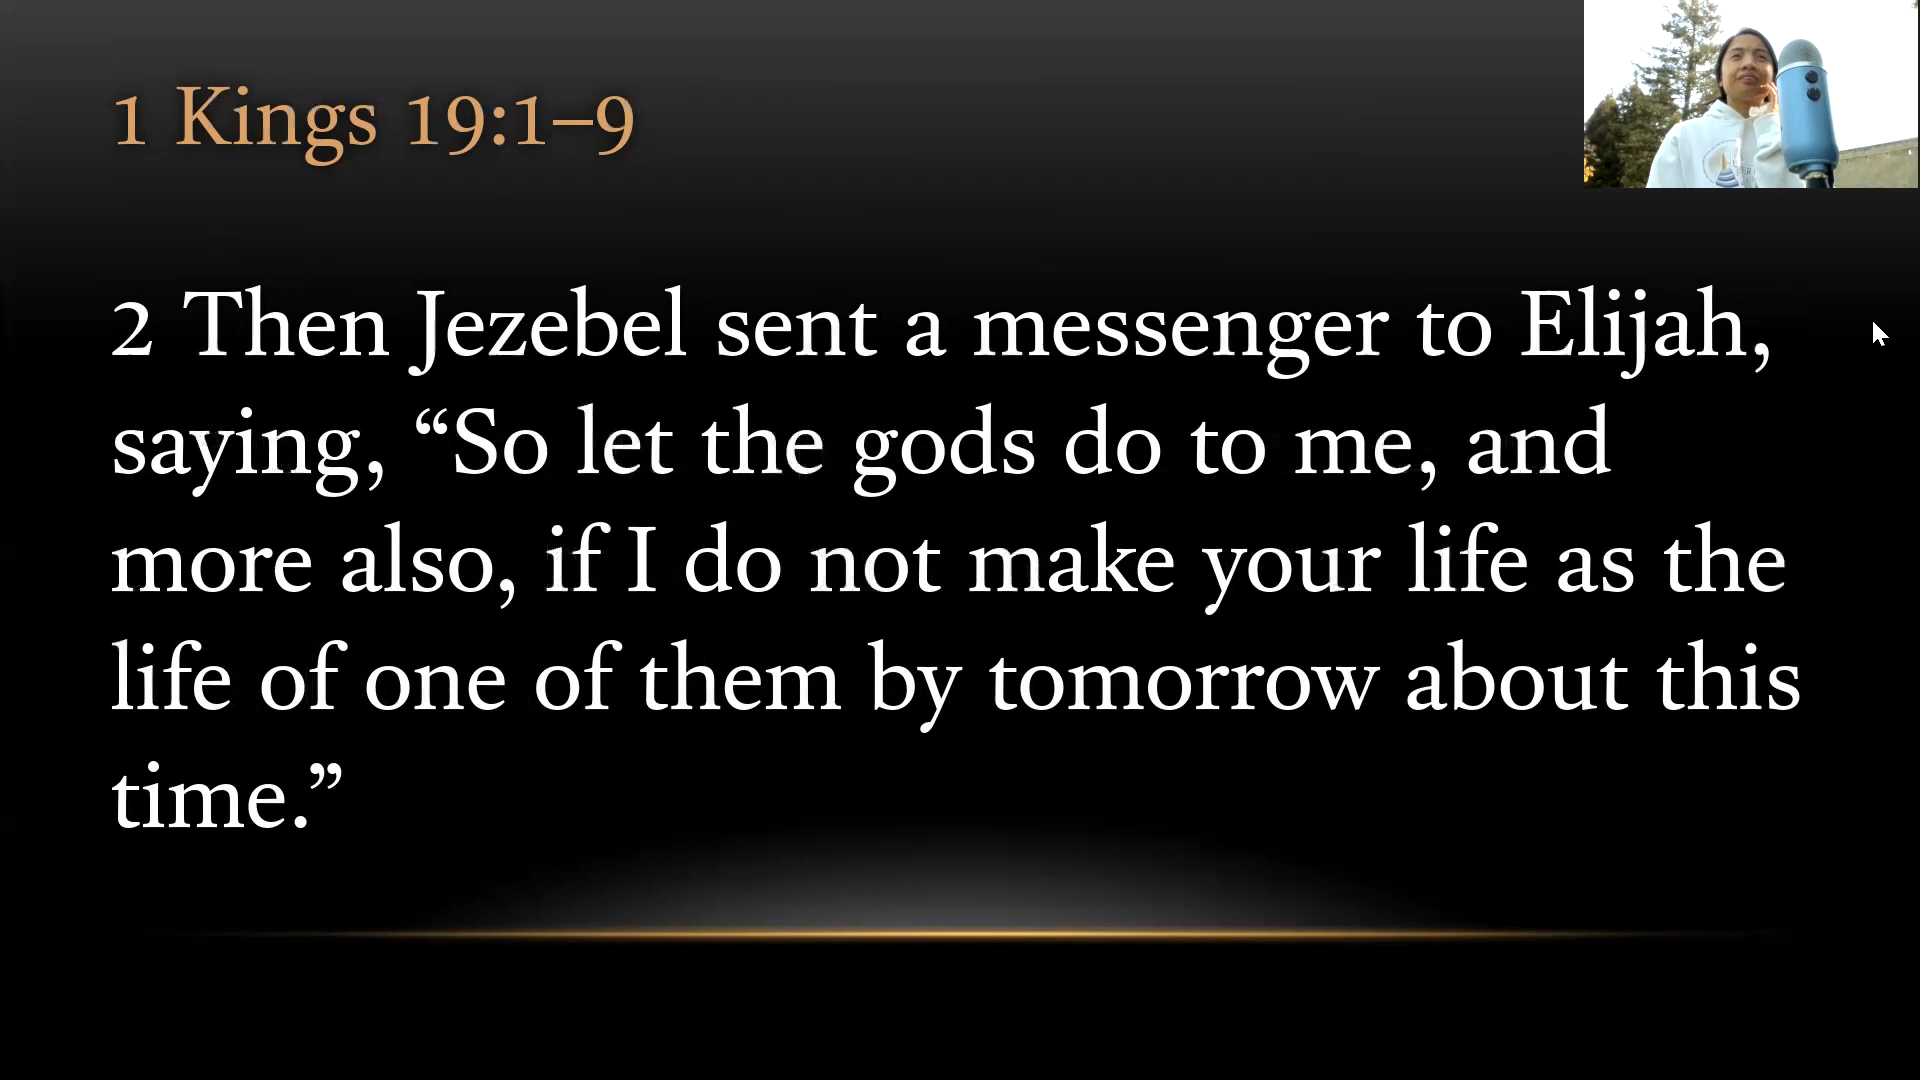 1 Kings 19:1–9
2 Then Jezebel sent a messenger to Elijah,
saying, “So let the gods do to me, and
more also, if I do not make your life as the
life of one of them by tomorrow about this
time.”